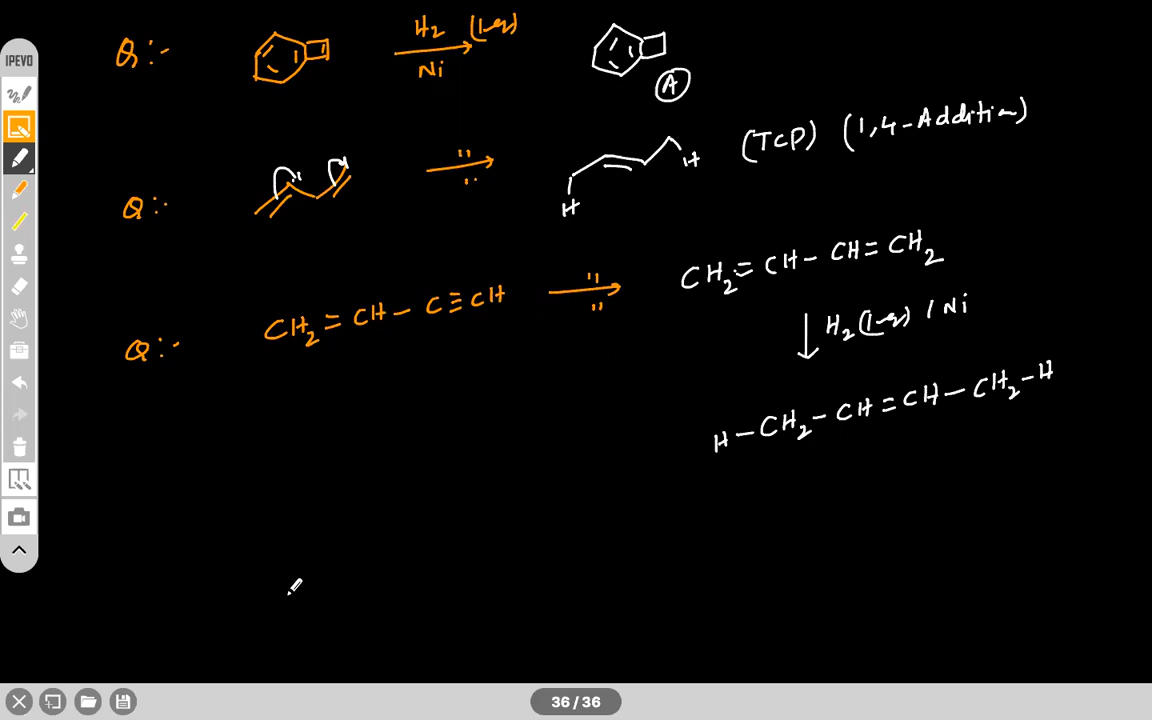 IPEVO
Q:- H2 (1-eq) Ni A
Q:- " " H H (TCP) (1,4-Addition)
Q:- CH2=CH-C≡CH " " CH2=CH-CH=CH2
H2(1-eq) / Ni
H-CH2-CH=CH-CH2-H
36 / 36